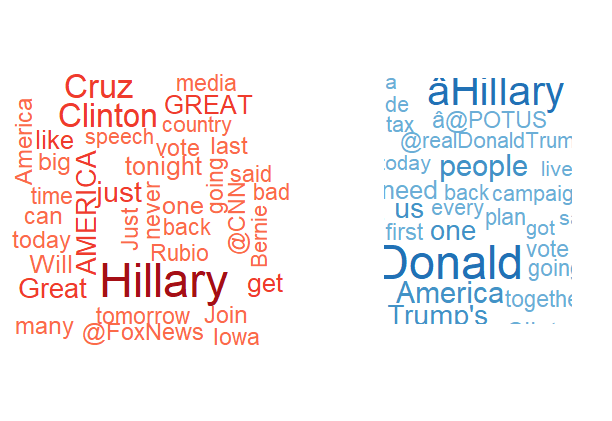 Cruz
media
Clinton
GREAT
America
country
like
speech
vote
last
big
AMERICA
tonight
going
said
time
just
bad
can
Just
never
one
@CNN
Bernie
today
back
Will
Rubio
Great
Hillary
get
tomorrow
Join
many
@FoxNews
Iowa
a
âHillary
de
tax
â@POTUS
@realDonaldTrum
today
people
live
need
back
campaig
us
every
plan
sa
first
one
got
vote
Donald
going
America
togethe
Trump's